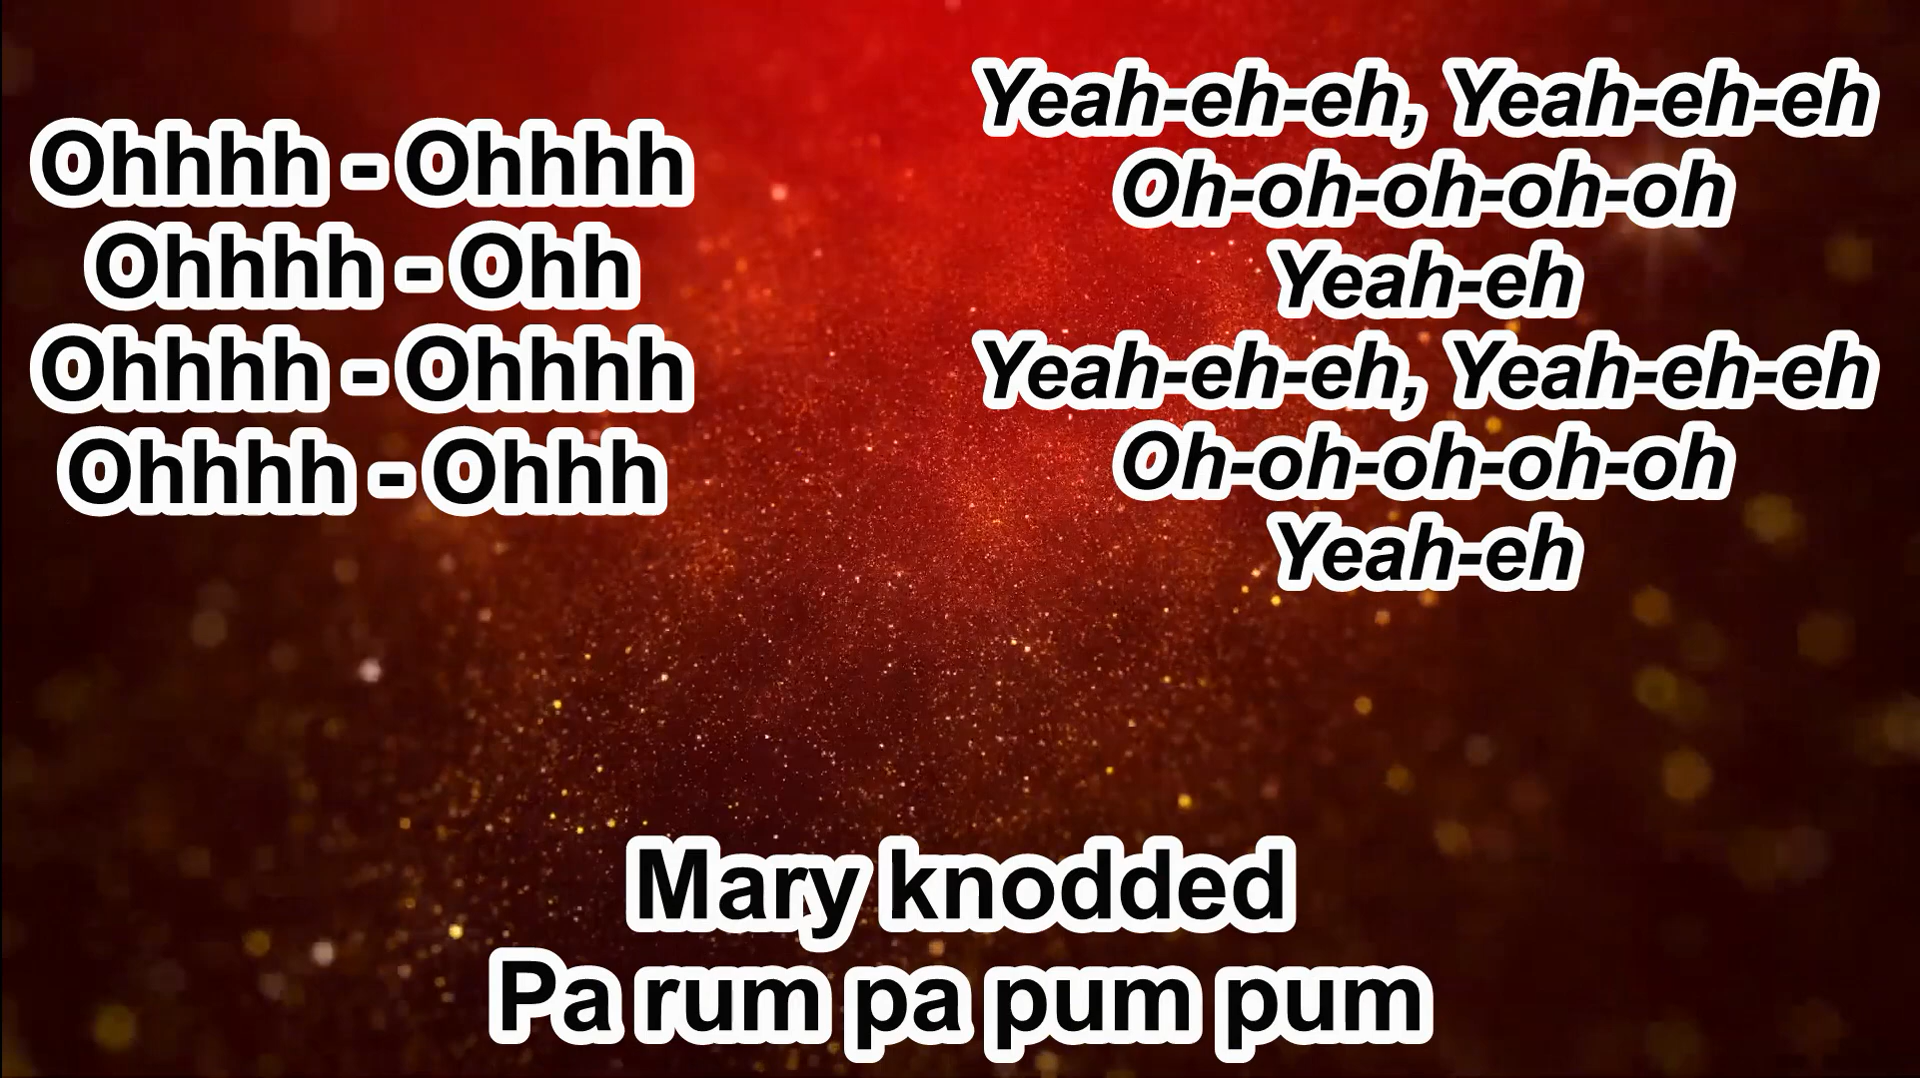 Ohhhh - Ohhhh
Ohhhh - Ohh
Ohhhh - Ohhhh
Ohhhh - Ohhh
Yeah-eh-eh, Yeah-eh-eh
Oh-oh-oh-oh-oh
Yeah-eh
Yeah-eh-eh, Yeah-eh-eh
Oh-oh-oh-oh-oh
Yeah-eh
Mary knodded
Pa rum pa pum pum